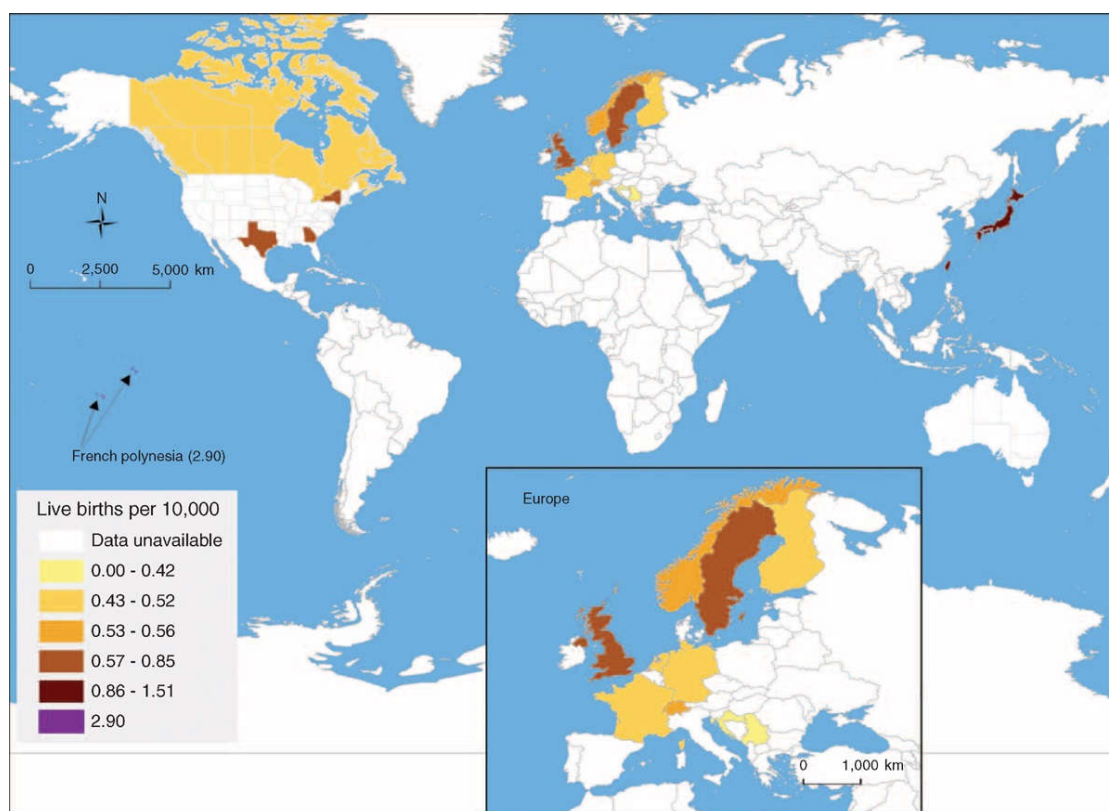 N
0 2,500 5,000 km
French polynesia (2.90)
Live births per 10,000
Data unavailable
0.00 - 0.42
0.43 - 0.52
0.53 - 0.56
0.57 - 0.85
0.86 - 1.51
2.90
Europe
0 1,000 km